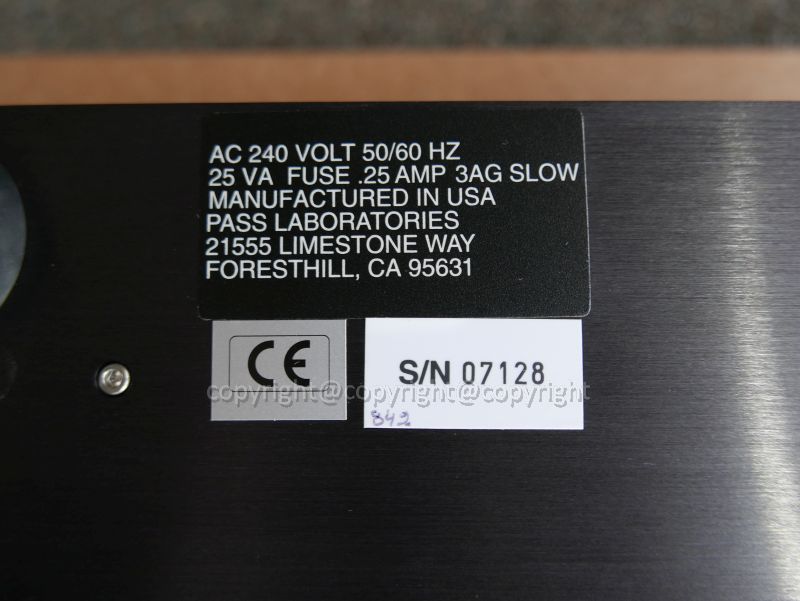 AC 240 VOLT 50/60 HZ
25 VA FUSE .25 AMP 3AG SLOW
MANUFACTURED IN USA
PASS LABORATORIES
21555 LIMESTONE WAY
FORESTHILL, CA 95631
CE
S/N 07128
copyright@copyright@copyright
842